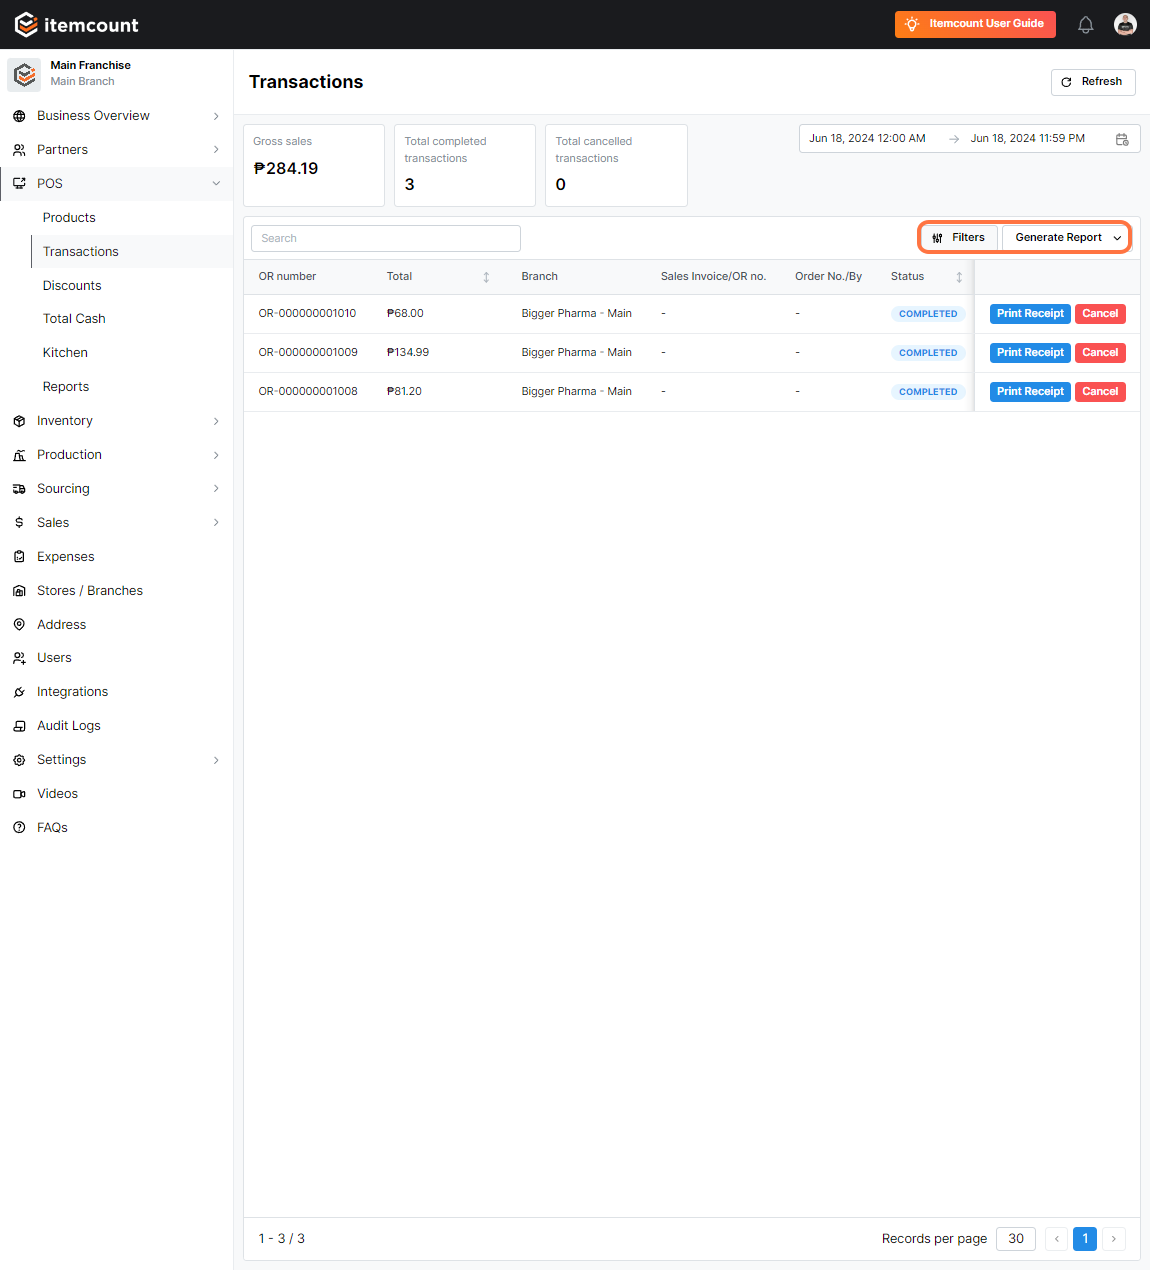 itemcount
Itemcount User Guide
Main Franchise
Main Branch
Business Overview
Partners
POS
Products
Transactions
Discounts
Total Cash
Kitchen
Reports
Inventory
Production
Sourcing
Sales
Expenses
Stores / Branches
Address
Users
Integrations
Audit Logs
Settings
Videos
FAQs
Transactions
Refresh
Gross sales
₱284.19
Total completed
transactions
3
Total cancelled
transactions
0
Jun 18, 2024 12:00 AM → Jun 18, 2024 11:59 PM
Search
Filters
Generate Report
OR number Total Branch Sales Invoice/OR no. Order No./By Status
OR-000000001010 ₱68.00 Bigger Pharma - Main - - COMPLETED Print Receipt Cancel
OR-000000001009 ₱134.99 Bigger Pharma - Main - - COMPLETED Print Receipt Cancel
OR-000000001008 ₱81.20 Bigger Pharma - Main - - COMPLETED Print Receipt Cancel
1 - 3 / 3
Records per page 30 1